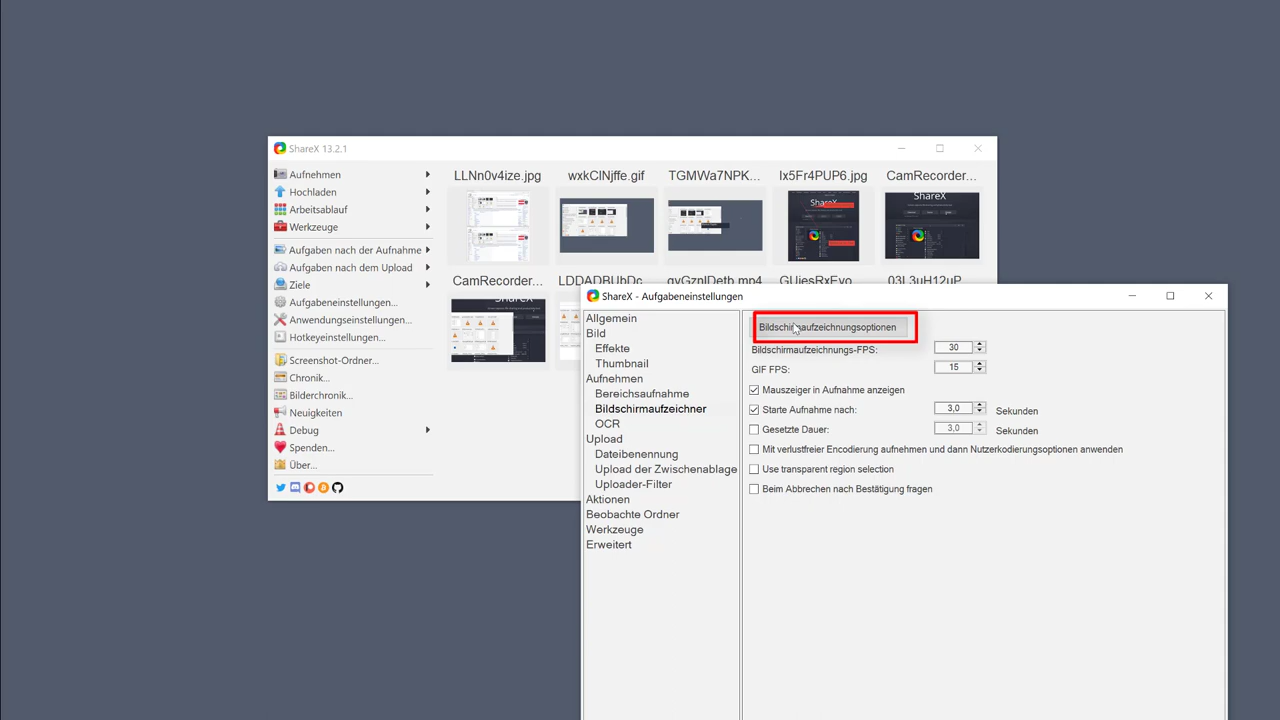 ShareX 13.2.1
Aufnehmen
Hochladen
Arbeitsablauf
Werkzeuge
Aufgaben nach der Aufnahme
Aufgaben nach dem Upload
Ziele
Aufgabeneinstellungen...
Anwendungseinstellungen...
Hotkeyeinstellungen...
Screenshot-Ordner...
Chronik...
Bilderchronik...
Neuigkeiten
Debug
Spenden...
Über...
LLNn0v4ize.jpg wxkClNjffe.gif TGMWa7NPK... Ix5Fr4PUP6.jpg CamRecorder...
ShareX
ShareX
CamRecorder...
ShareX
ShareX - Aufgabeneinstellungen
Allgemein
Bild
Effekte
Thumbnail
Aufnehmen
Bereichsaufnahme
Bildschirmaufzeichner
OCR
Upload
Dateibenennung
Upload der Zwischenablage
Uploader-Filter
Aktionen
Beobachte Ordner
Werkzeuge
Erweitert
Bildschirmaufzeichnungsoptionen
Bildschirmaufzeichnungs-FPS: 30
GIF FPS: 15
Mauszeiger in Aufnahme anzeigen
Starte Aufnahme nach: 3,0 Sekunden
Gesetzte Dauer: 3,0 Sekunden
Mit verlustfreier Encodierung aufnehmen und dann Nutzerkodierungsoptionen anwenden
Use transparent region selection
Beim Abbrechen nach Bestätigung fragen